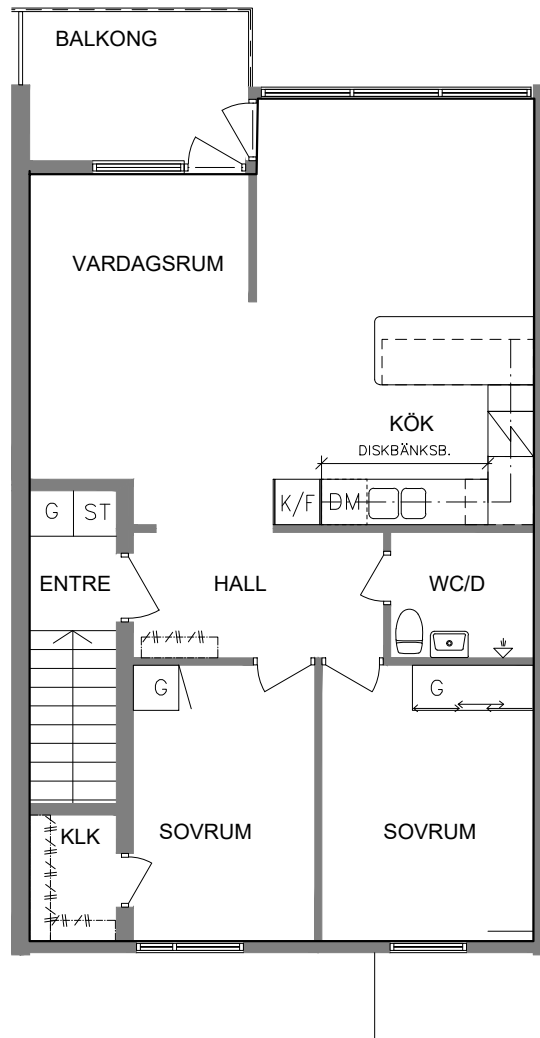 BALKONG
VARDAGSRUM
KÖK
DISKBÄNKSB.
G ST
K/F DM
ENTRE
HALL
WC/D
G
G
KLK
SOVRUM
SOVRUM